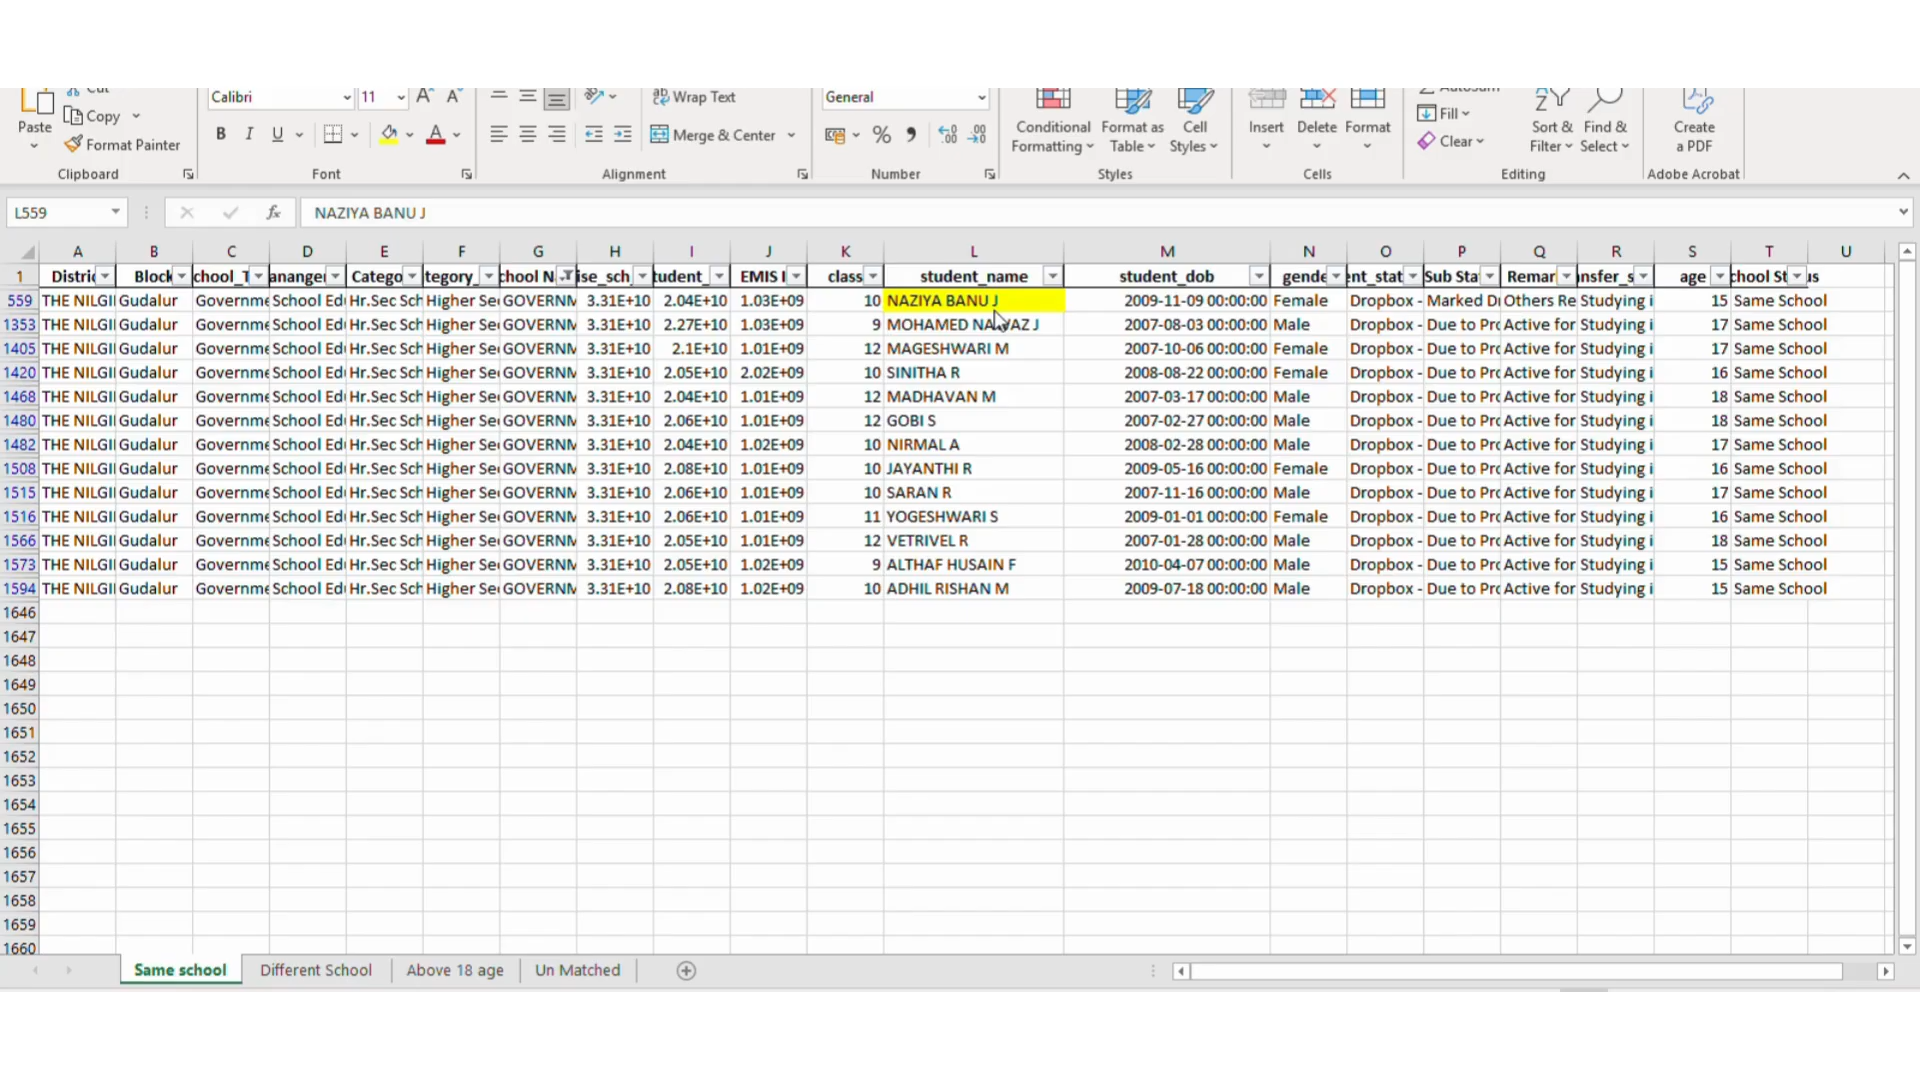 Cut
Copy
Paste
Format Painter
Clipboard
Calibri 11 A A
B I U A
Font
Wrap Text
Merge & Center
Alignment
General
% ,
Number
Conditional Formatting
Format as Table
Cell Styles
Styles
Insert Delete Format
Cells
AutoSum
Fill
Clear
Sort & Filter
Find & Select
Editing
Create a PDF
Adobe Acrobat
L559 fx NAZIYA BANU J
A B C D E F G H I J K L M N O P Q R S T U
1 Distric Block chool_T anange Catego tegory_ chool N ise_sch tudent_ EMIS I class student_name student_dob gende ent_stat Sub Sta Remar nsfer_s age chool St us
559 THE NILGI Gudalur Governme School Ed Hr.Sec Sch Higher Se GOVERNM 3.31E+10 2.04E+10 1.03E+09 10 NAZIYA BANU J 2009-11-09 00:00:00 Female Dropbox - Marked D Others Re Studying i 15 Same School
1353 THE NILGI Gudalur Governme School Ed Hr.Sec Sch Higher Se GOVERNM 3.31E+10 2.27E+10 1.03E+09 9 MOHAMED NAWAZ J 2007-08-03 00:00:00 Male Dropbox - Due to Pro Active for Studying i 17 Same School
1405 THE NILGI Gudalur Governme School Ed Hr.Sec Sch Higher Se GOVERNM 3.31E+10 2.1E+10 1.01E+09 12 MAGESHWARI M 2007-10-06 00:00:00 Female Dropbox - Due to Pro Active for Studying i 17 Same School
1420 THE NILGI Gudalur Governme School Ed Hr.Sec Sch Higher Se GOVERNM 3.31E+10 2.05E+10 2.02E+09 10 SINITHA R 2008-08-22 00:00:00 Female Dropbox - Due to Pro Active for Studying i 16 Same School
1468 THE NILGI Gudalur Governme School Ed Hr.Sec Sch Higher Se GOVERNM 3.31E+10 2.04E+10 1.01E+09 12 MADHAVAN M 2007-03-17 00:00:00 Male Dropbox - Due to Pro Active for Studying i 18 Same School
1480 THE NILGI Gudalur Governme School Ed Hr.Sec Sch Higher Se GOVERNM 3.31E+10 2.06E+10 1.01E+09 12 GOBI S 2007-02-27 00:00:00 Male Dropbox - Due to Pro Active for Studying i 18 Same School
1482 THE NILGI Gudalur Governme School Ed Hr.Sec Sch Higher Se GOVERNM 3.31E+10 2.04E+10 1.02E+09 10 NIRMAL A 2008-02-28 00:00:00 Male Dropbox - Due to Pro Active for Studying i 17 Same School
1508 THE NILGI Gudalur Governme School Ed Hr.Sec Sch Higher Se GOVERNM 3.31E+10 2.08E+10 1.01E+09 10 JAYANTHI R 2009-05-16 00:00:00 Female Dropbox - Due to Pro Active for Studying i 16 Same School
1515 THE NILGI Gudalur Governme School Ed Hr.Sec Sch Higher Se GOVERNM 3.31E+10 2.06E+10 1.01E+09 10 SARAN R 2007-11-16 00:00:00 Male Dropbox - Due to Pro Active for Studying i 17 Same School
1516 THE NILGI Gudalur Governme School Ed Hr.Sec Sch Higher Se GOVERNM 3.31E+10 2.06E+10 1.01E+09 11 YOGESHWARI S 2009-01-01 00:00:00 Female Dropbox - Due to Pro Active for Studying i 16 Same School
1566 THE NILGI Gudalur Governme School Ed Hr.Sec Sch Higher Se GOVERNM 3.31E+10 2.05E+10 1.01E+09 12 VETRIVEL R 2007-01-28 00:00:00 Male Dropbox - Due to Pro Active for Studying i 18 Same School
1573 THE NILGI Gudalur Governme School Ed Hr.Sec Sch Higher Se GOVERNM 3.31E+10 2.05E+10 1.02E+09 9 ALTHAF HUSAIN F 2010-04-07 00:00:00 Male Dropbox - Due to Pro Active for Studying i 15 Same School
1594 THE NILGI Gudalur Governme School Ed Hr.Sec Sch Higher Se GOVERNM 3.31E+10 2.08E+10 1.02E+09 10 ADHIL RISHAN M 2009-07-18 00:00:00 Male Dropbox - Due to Pro Active for Studying i 15 Same School
1646
1647
1648
1649
1650
1651
1652
1653
1654
1655
1656
1657
1658
1659
1660
Same school Different School Above 18 age Un Matched